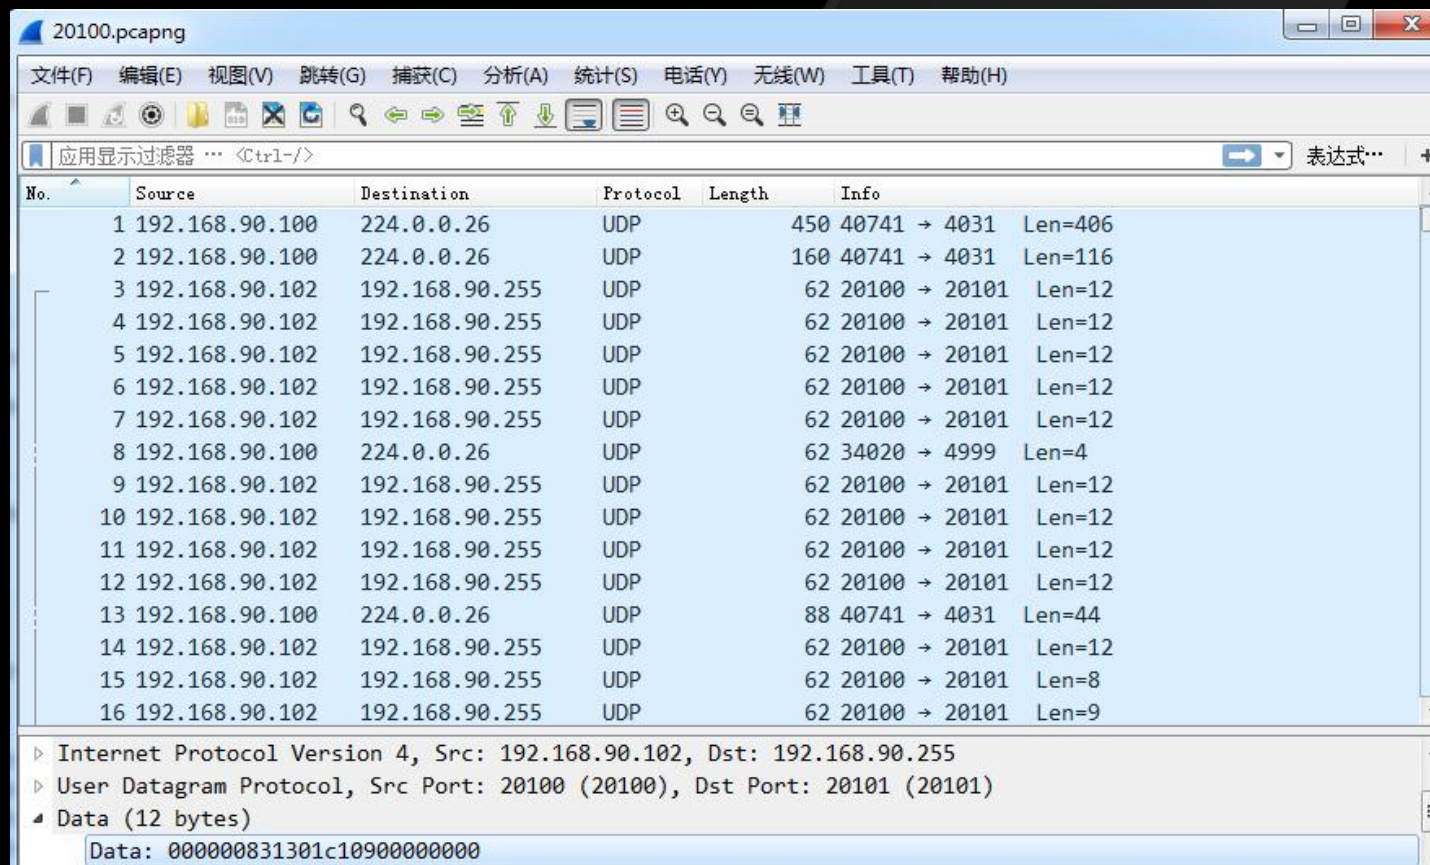 20100.pcapng
文件(F) 编辑(E) 视图(V) 跳转(G) 捕获(C) 分析(A) 统计(S) 电话(Y) 无线(W) 工具(T) 帮助(H)
应用显示过滤器 … <Ctrl-/> 表达式… +
No. Source Destination Protocol Length Info
1 192.168.90.100 224.0.0.26 UDP 450 40741 → 4031 Len=406
2 192.168.90.100 224.0.0.26 UDP 160 40741 → 4031 Len=116
3 192.168.90.102 192.168.90.255 UDP 62 20100 → 20101 Len=12
4 192.168.90.102 192.168.90.255 UDP 62 20100 → 20101 Len=12
5 192.168.90.102 192.168.90.255 UDP 62 20100 → 20101 Len=12
6 192.168.90.102 192.168.90.255 UDP 62 20100 → 20101 Len=12
7 192.168.90.102 192.168.90.255 UDP 62 20100 → 20101 Len=12
8 192.168.90.100 224.0.0.26 UDP 62 34020 → 4999 Len=4
9 192.168.90.102 192.168.90.255 UDP 62 20100 → 20101 Len=12
10 192.168.90.102 192.168.90.255 UDP 62 20100 → 20101 Len=12
11 192.168.90.102 192.168.90.255 UDP 62 20100 → 20101 Len=12
12 192.168.90.102 192.168.90.255 UDP 62 20100 → 20101 Len=12
13 192.168.90.100 224.0.0.26 UDP 88 40741 → 4031 Len=44
14 192.168.90.102 192.168.90.255 UDP 62 20100 → 20101 Len=12
15 192.168.90.102 192.168.90.255 UDP 62 20100 → 20101 Len=8
16 192.168.90.102 192.168.90.255 UDP 62 20100 → 20101 Len=9
Internet Protocol Version 4, Src: 192.168.90.102, Dst: 192.168.90.255
User Datagram Protocol, Src Port: 20100 (20100), Dst Port: 20101 (20101)
Data (12 bytes)
Data: 000000831301c10900000000